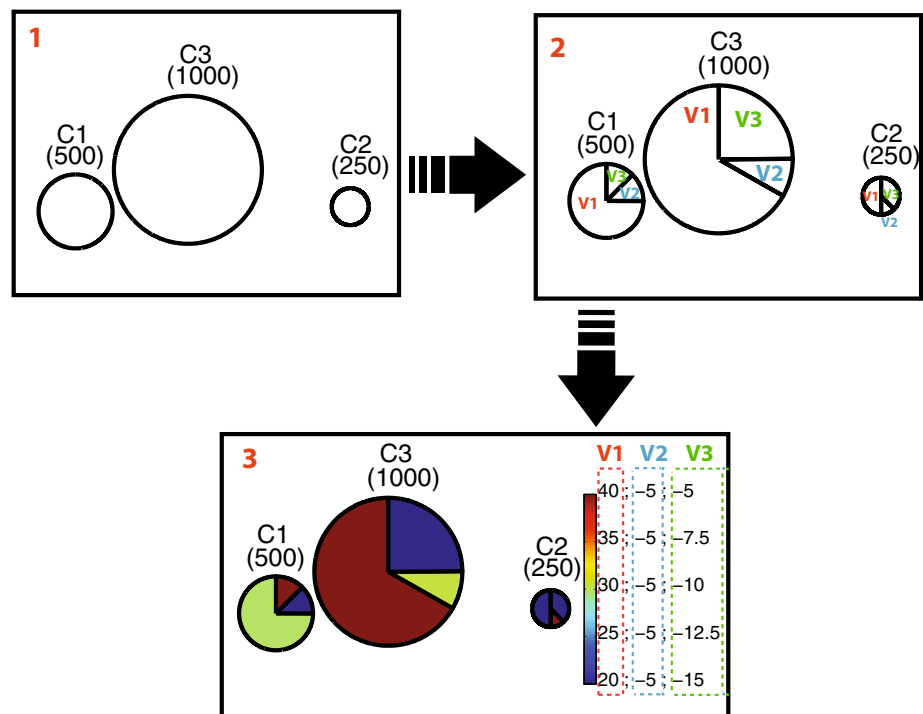 1
C3
(1000)
C1
(500)
C2
(250)
2
C3
(1000)
V1
V3
V2
C1
(500)
V3
V2
V1
C2
(250)
V1
V3
V2
3
C3
(1000)
C1
(500)
C2
(250)
V1 V2 V3
40 ; −5 ; −5
35 ; −5 ; −7.5
30 ; −5 ; −10
25 ; −5 ; −12.5
20 ; −5 ; −15